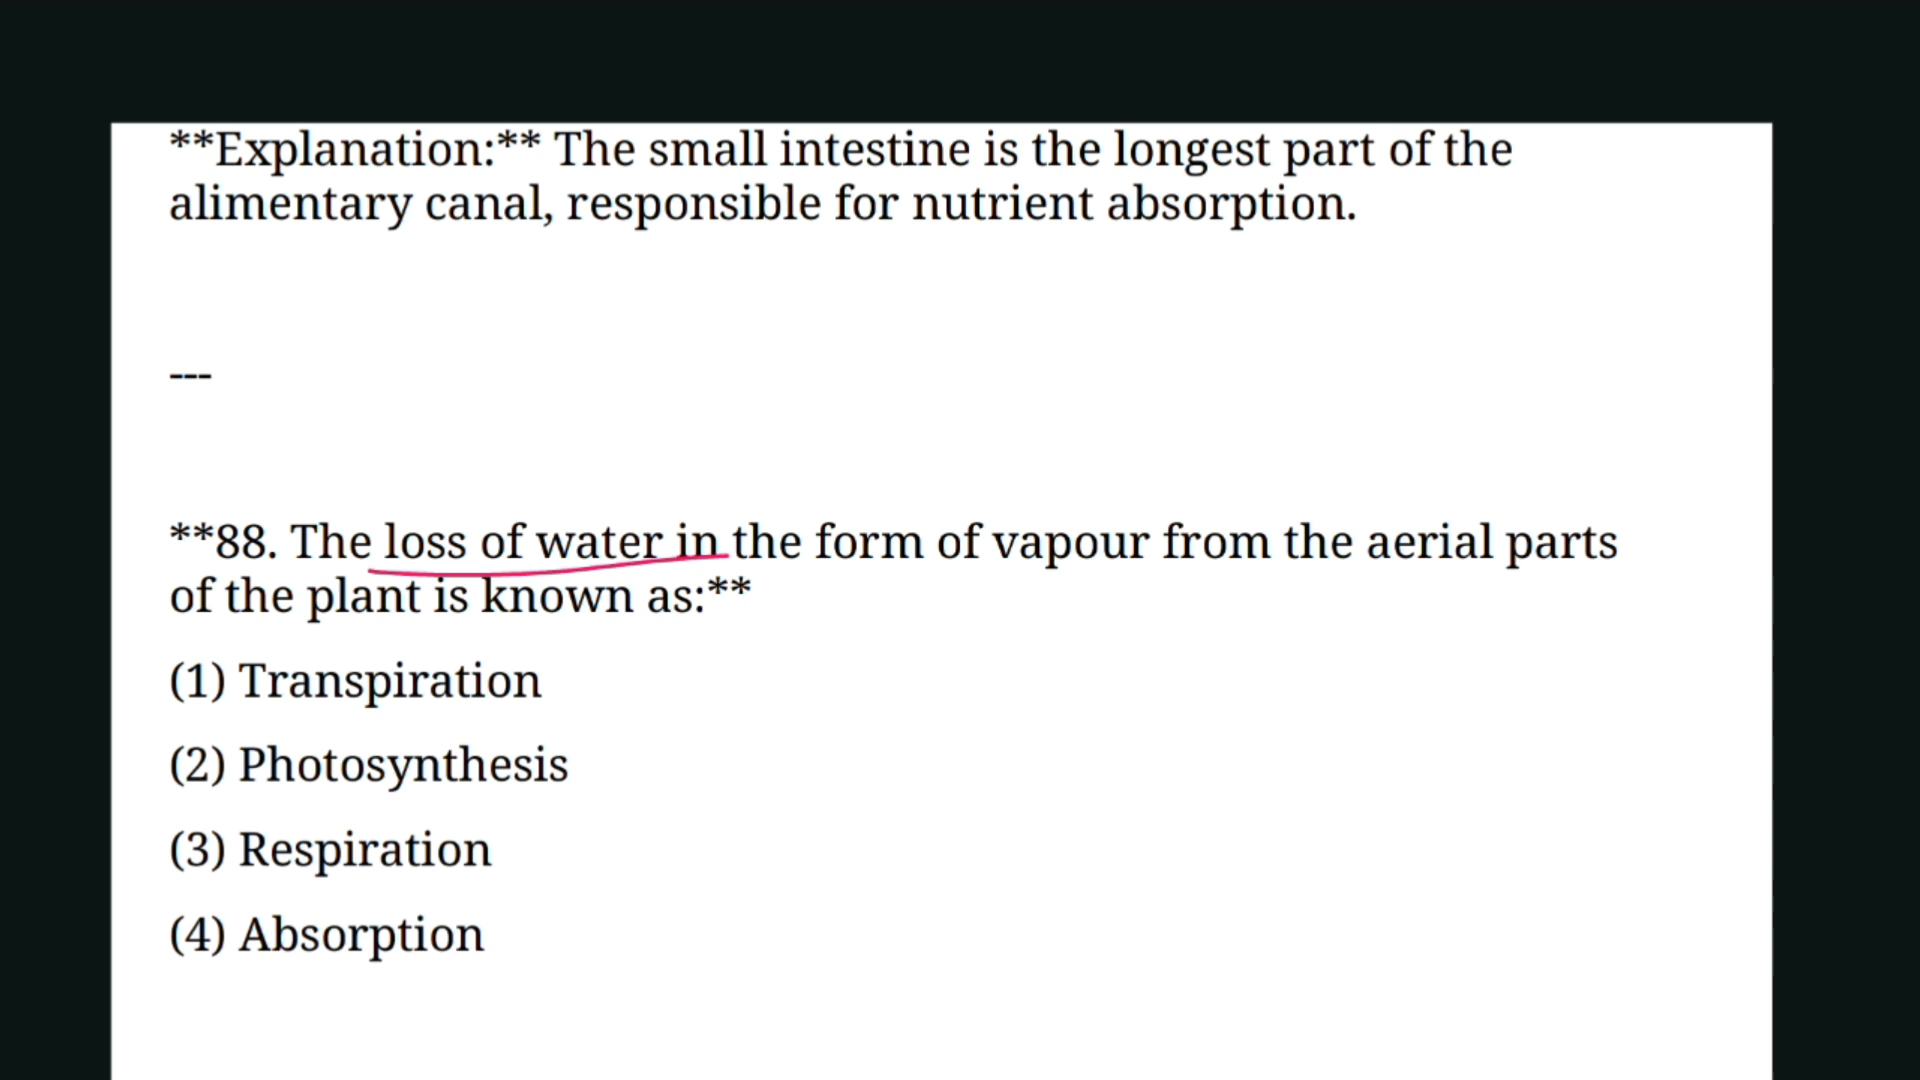 **Explanation:** The small intestine is the longest part of the
alimentary canal, responsible for nutrient absorption.
---
**88. The loss of water in the form of vapour from the aerial parts
of the plant is known as:**
(1) Transpiration
(2) Photosynthesis
(3) Respiration
(4) Absorption